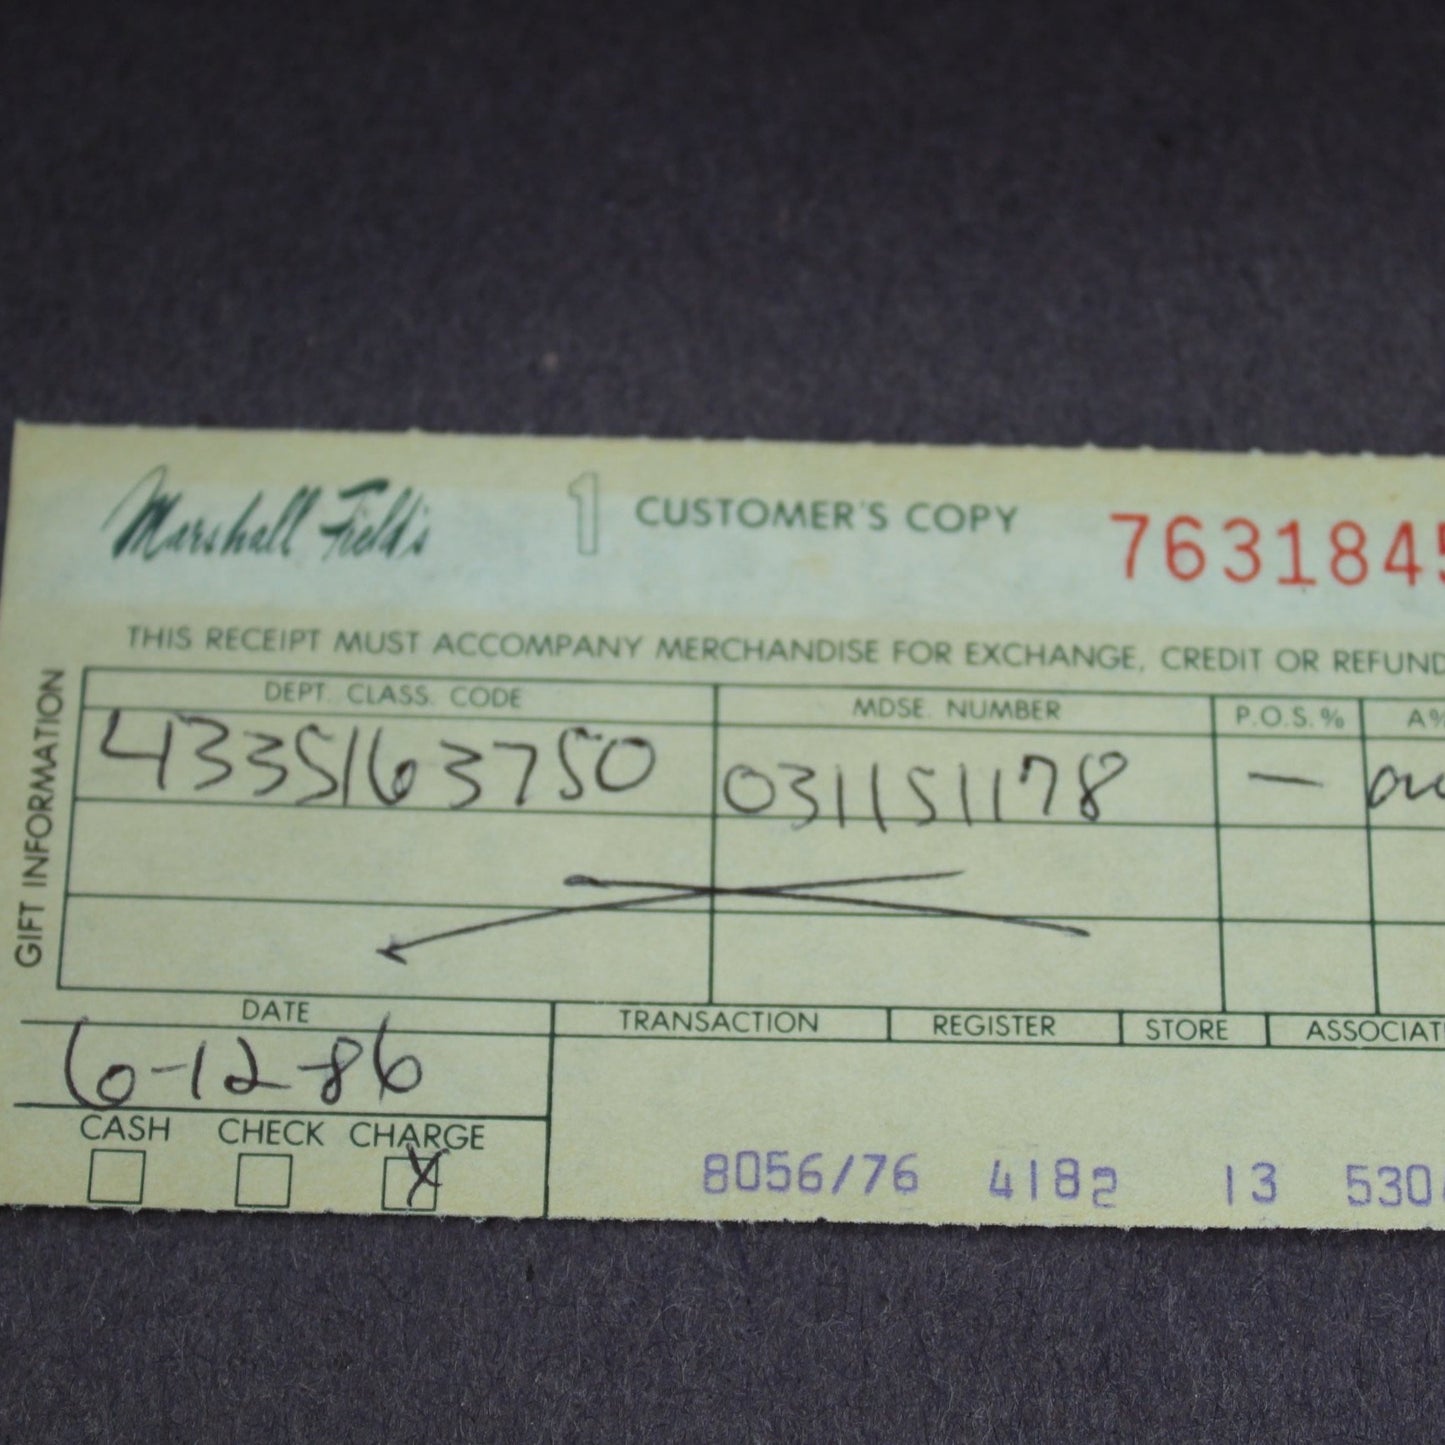 Marshall Field's 1 CUSTOMER'S COPY 763184
THIS RECEIPT MUST ACCOMPANY MERCHANDISE FOR EXCHANGE, CREDIT OR REFUND
GIFT INFORMATION
DEPT. CLASS. CODE MDSE. NUMBER P.O.S.% A%
4335163750 031151178 —
DATE TRANSACTION REGISTER STORE ASSOCIAT
6-12-86
CASH CHECK CHARGE
X 8056/76 4182 13 530